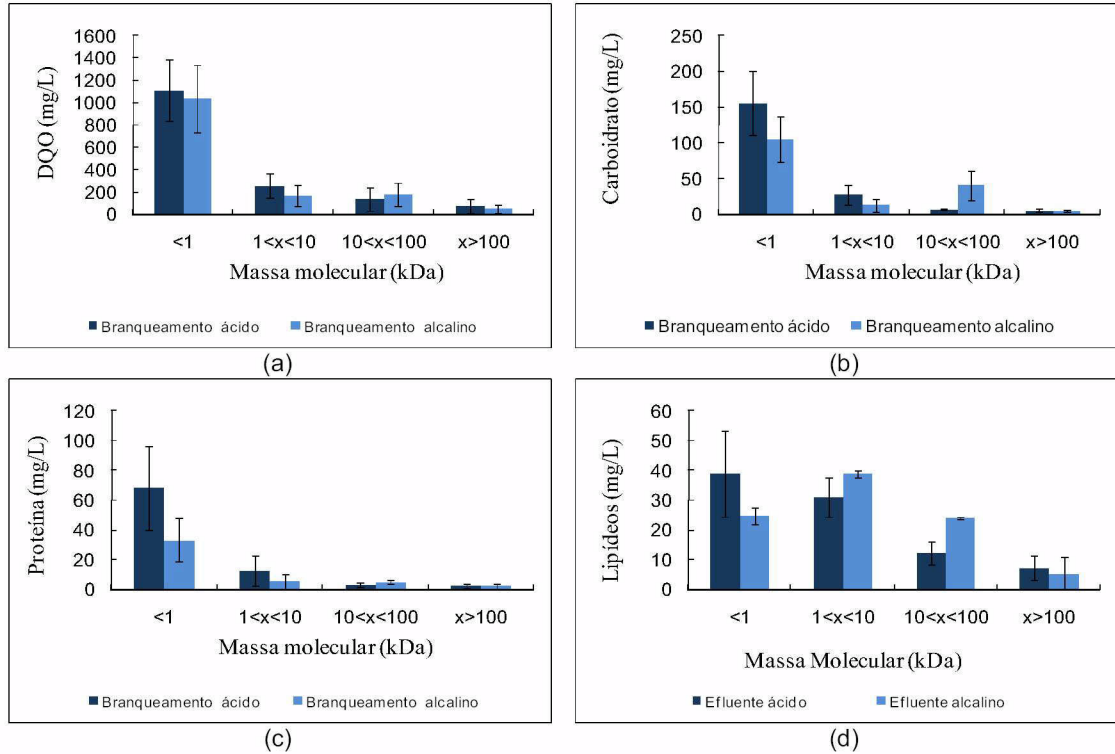 1600
1400
1200
1000
800
600
400
200
0
DQO (mg/L)
<1 1<x<10 10<x<100 x>100
Massa molecular (kDa)
Branqueamento ácido Branqueamento alcalino
(a)
250
200
150
100
50
0
Carboidrato (mg/L)
<1 1<x<10 10<x<100 x>100
Massa molecular (kDa)
Branqueamento ácido Branqueamento alcalino
(b)
120
100
80
60
40
20
0
Proteína (mg/L)
<1 1<x<10 10<x<100 x>100
Massa molecular (kDa)
Branqueamento ácido Branqueamento alcalino
(c)
60
50
40
30
20
10
0
Lipídeos (mg/L)
<1 1<x<10 10<x<100 x>100
Massa Molecular (kDa)
Efluente ácido Efluente alcalino
(d)